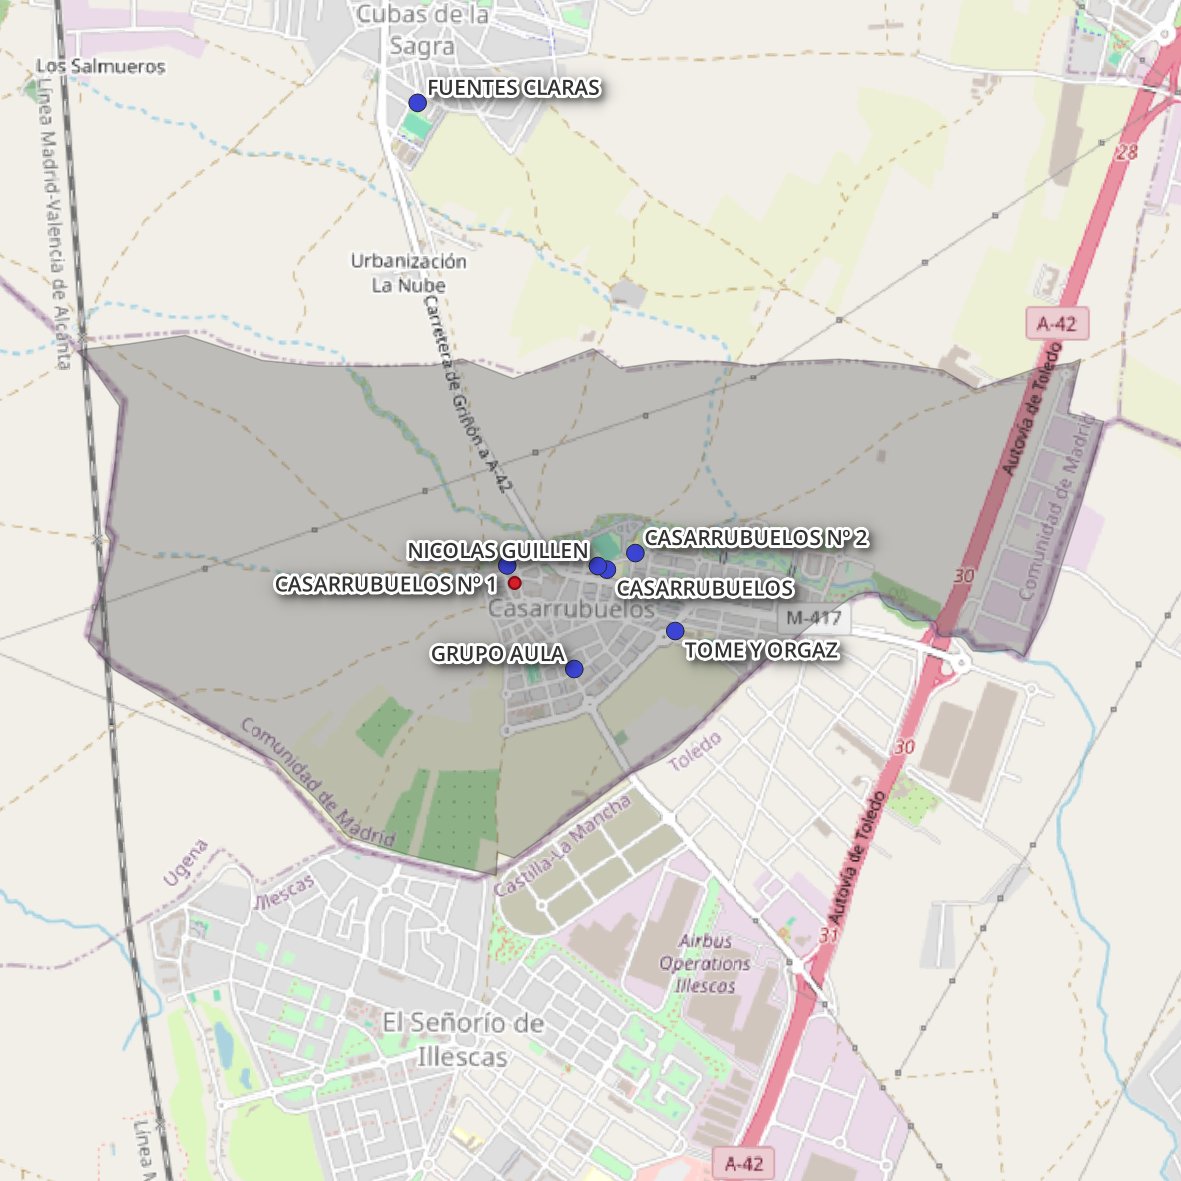 Cubas de la
Sagra
Los Salmueros
FUENTES CLARAS
Línea Madrid-Valencia de Alcánta
28
Urbanización
La Nube
A-42
Carretera de Griñón a A-42
Autovía de Toledo
Comunidad de Madrid
CASARRUBUELOS Nº 2
NICOLAS GUILLEN
CASARRUBUELOS Nº 1
CASARRUBUELOS
30
Casarrubuelos
M-417
GRUPO AULA
TOME Y ORGAZ
Comunidad de Madrid
Toledo
30
Castilla-La Mancha
Autovía de Toledo
Ugena
Illescas
31
Airbus
Operations
Illescas
El Señorío de
Illescas
Línea M
A-42